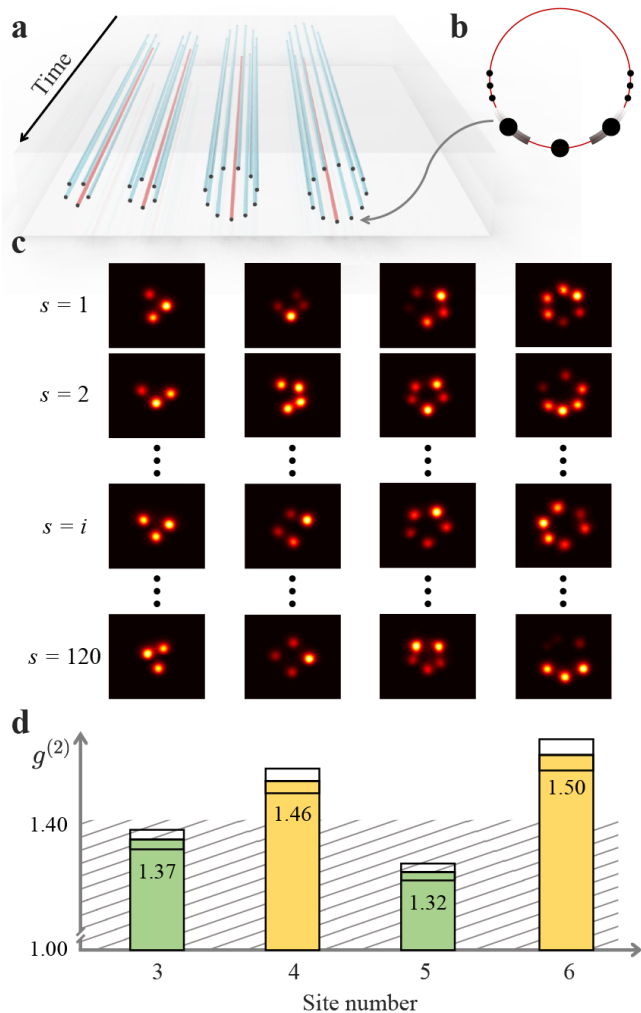 a
b
Time
c
s = 1
s = 2
s = i
s = 120
d
g(2)
1.40
1.00
1.37
1.46
1.32
1.50
3 4 5 6
Site number